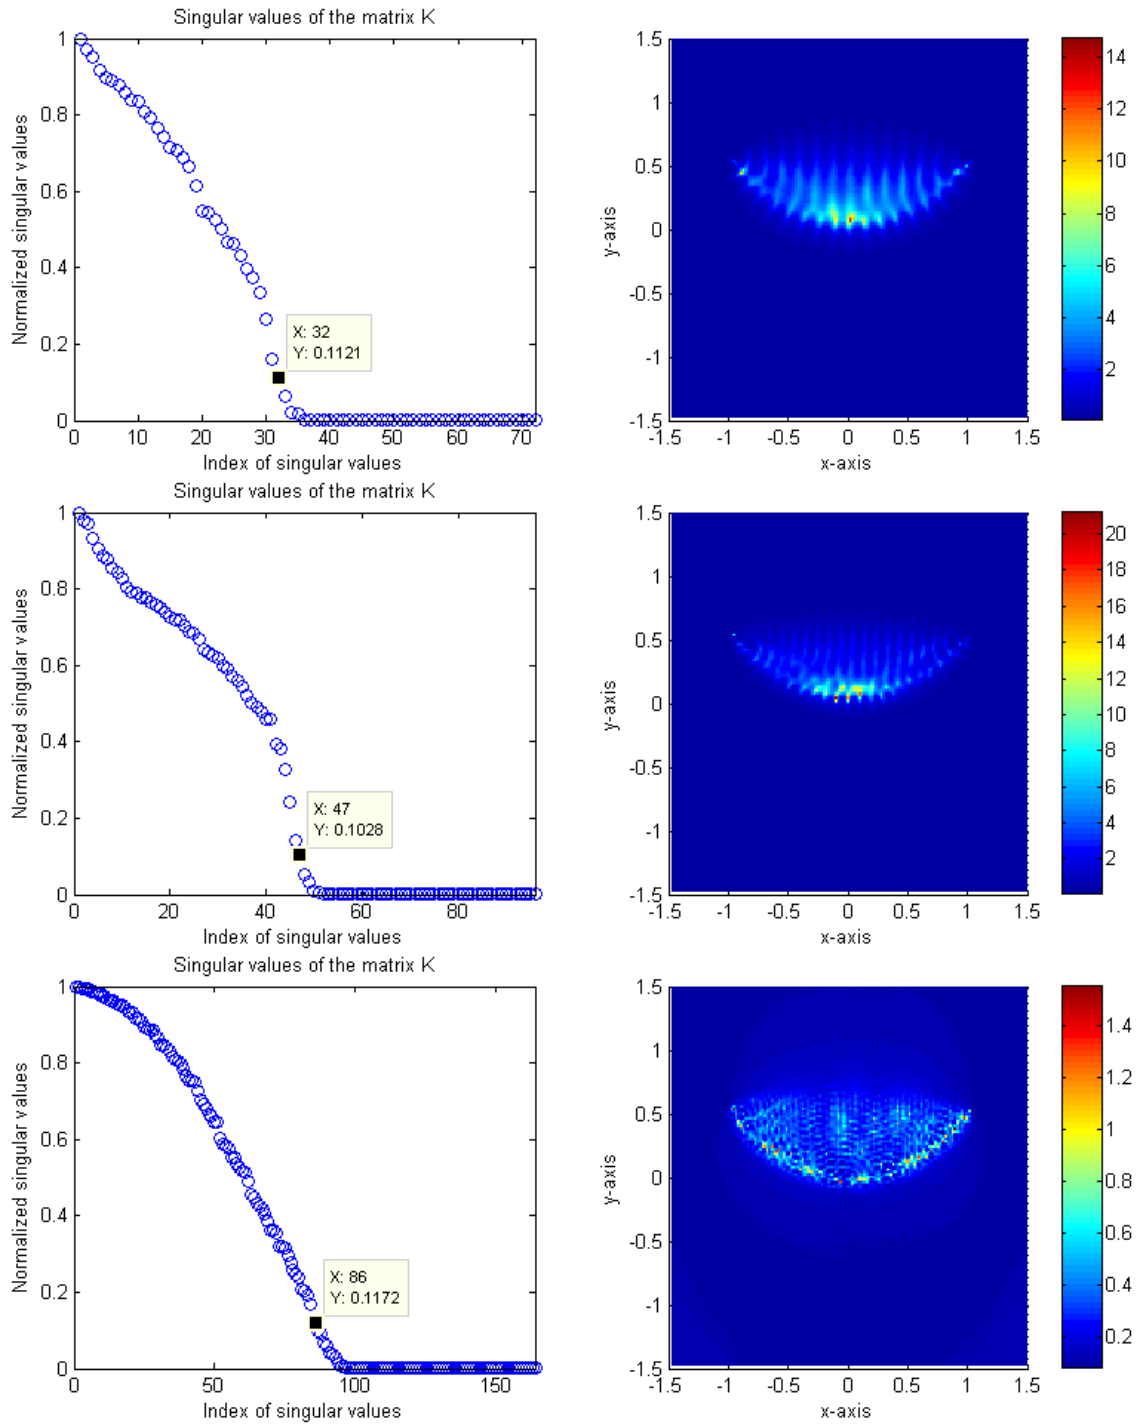 Singular values of the matrix K
1
0.8
0.6
0.4
0.2
0
Normalized singular values
X: 32
Y: 0.1121
0 10 20 30 40 50 60 70
Index of singular values
1.5
1
0.5
0
-0.5
-1
-1.5
y-axis
-1.5 -1 -0.5 0 0.5 1 1.5
x-axis
14
12
10
8
6
4
2
Singular values of the matrix K
1
0.8
0.6
0.4
0.2
0
Normalized singular values
X: 47
Y: 0.1028
0 20 40 60 80
Index of singular values
1.5
1
0.5
0
-0.5
-1
-1.5
y-axis
-1.5 -1 -0.5 0 0.5 1 1.5
x-axis
20
18
16
14
12
10
8
6
4
2
Singular values of the matrix K
1
0.8
0.6
0.4
0.2
0
Normalized singular values
X: 86
Y: 0.1172
0 50 100 150
Index of singular values
1.5
1
0.5
0
-0.5
-1
-1.5
y-axis
-1.5 -1 -0.5 0 0.5 1 1.5
x-axis
1.4
1.2
1
0.8
0.6
0.4
0.2